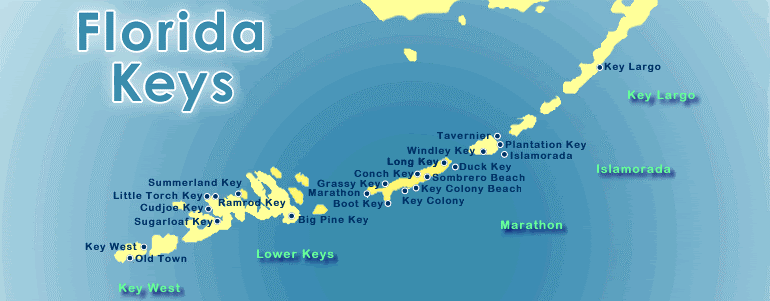 Florida
Keys
Key Largo
Key Largo
Tavernier
Plantation Key
Windley Key
Islamorada
Long Key
Duck Key
Islamorada
Conch Key
Sombrero Beach
Grassy Key
Key Colony Beach
Marathon
Key Colony
Boot Key
Marathon
Summerland Key
Little Torch Key
Ramrod Key
Cudjoe Key
Sugarloaf Key
Big Pine Key
Key West
Lower Keys
Old Town
Key West